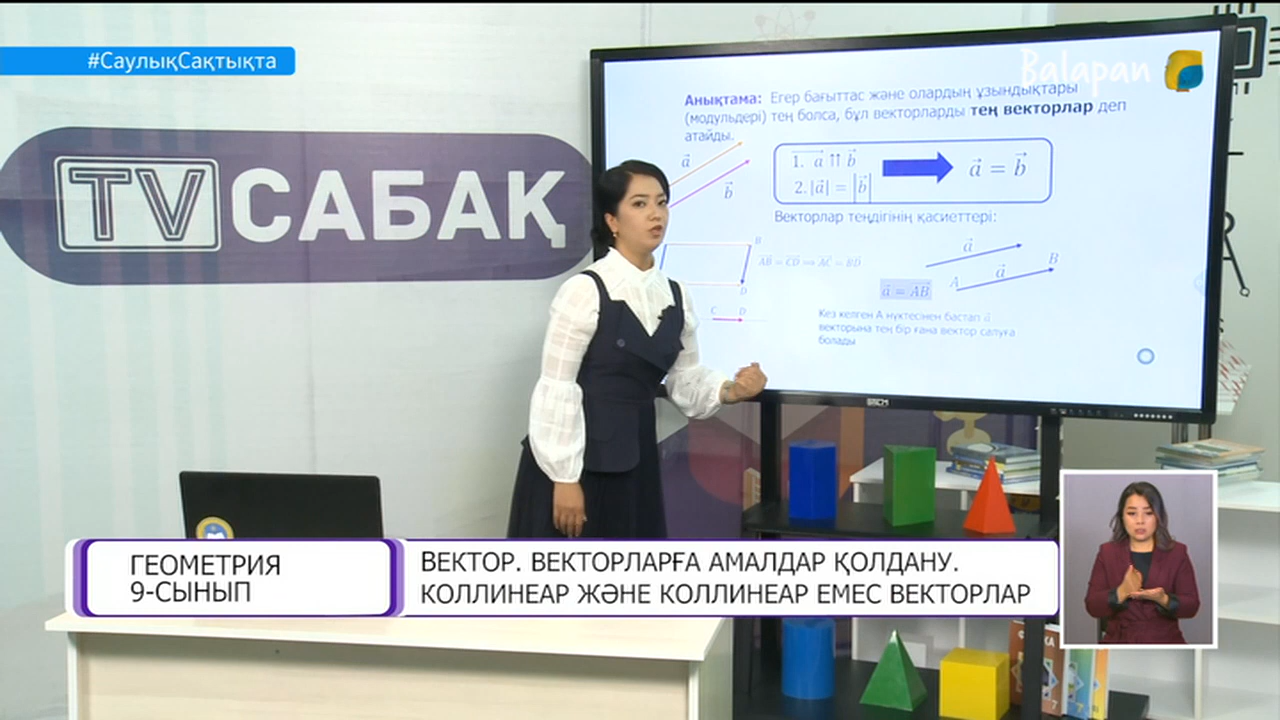 #СаулықСақтықта
Balapan
TV САБАҚ
Анықтама: Егер бағыттас және олардың ұзындықтары
(модульдері) тең болса, бұл векторларды тең векторлар деп
атайды.
a⃗
b⃗
1. a⃗ ⇈ b⃗
2. |a⃗| = |b⃗|
a⃗ = b⃗
Векторлар теңдігінің қасиеттері:
B
D
AB = CD ⟹ AC = BD
C D
a⃗
A a⃗ B
a⃗ = AB
Кез келген А нүктесінен бастап a⃗
векторына тең бір ғана вектор салуға
болады
ГЕОМЕТРИЯ
9-СЫНЫП
ВЕКТОР. ВЕКТОРЛАРҒА АМАЛДАР ҚОЛДАНУ.
КОЛЛИНЕАР ЖӘНЕ КОЛЛИНЕАР ЕМЕС ВЕКТОРЛАР